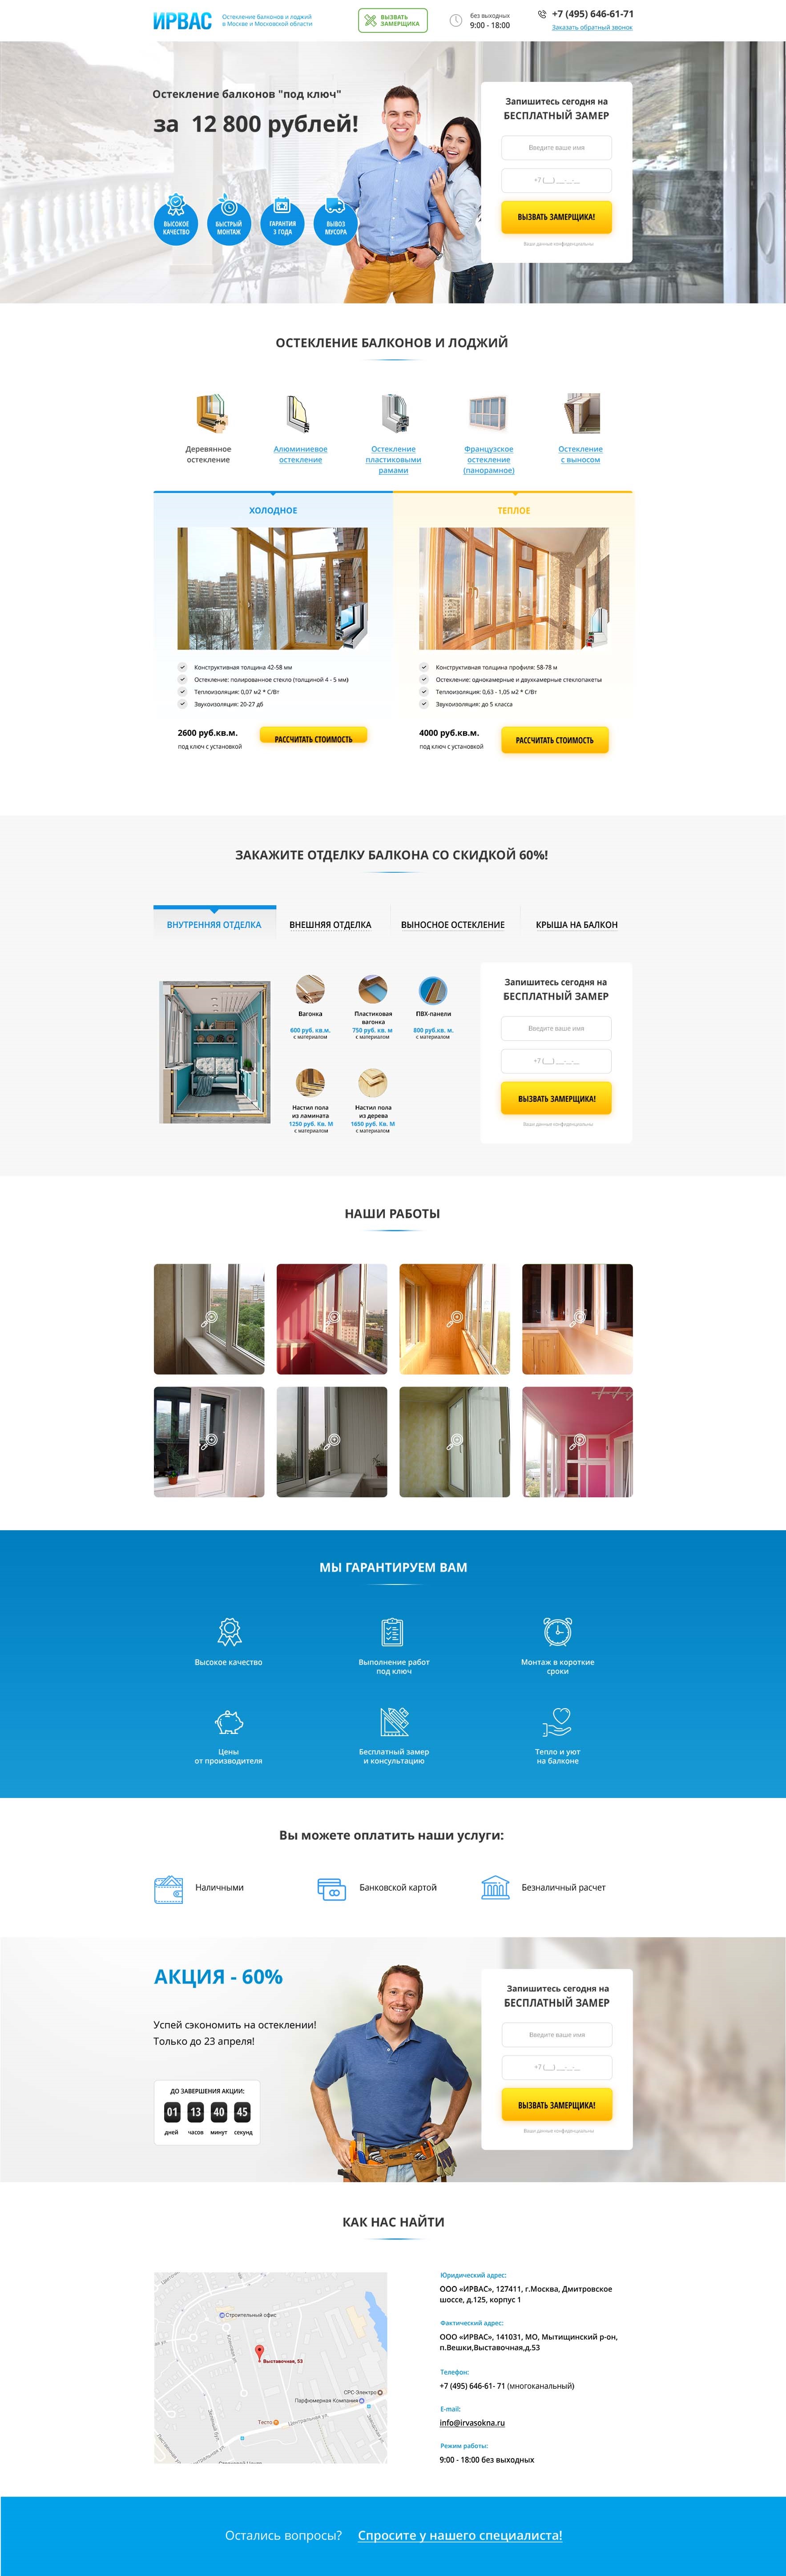 ИРВАС
Остекление балконов и лоджий
в Москве и Московской области
ВЫЗВАТЬ
ЗАМЕРЩИКА
без выходных
9:00 - 18:00
+7 (495) 646-61-71
Заказать обратный звонок
Остекление балконов "под ключ"
за 12 800 рублей!
ВЫСОКОЕ
КАЧЕСТВО
БЫСТРЫЙ
МОНТАЖ
ГАРАНТИЯ
3 ГОДА
ВЫВОЗ
МУСОРА
Запишитесь сегодня на
БЕСПЛАТНЫЙ ЗАМЕР
Введите ваше имя
+7 (___) ___-__-__
ВЫЗВАТЬ ЗАМЕРЩИКА!
Ваши данные конфиденциальны
ОСТЕКЛЕНИЕ БАЛКОНОВ И ЛОДЖИЙ
Деревянное
остекление
Алюминиевое
остекление
Остекление
пластиковыми
рамами
Французское
остекление
(панорамное)
Остекление
с выносом
ХОЛОДНОЕ
Конструктивная толщина 42-58 мм
Остекление: полированное стекло (толщиной 4 - 5 мм)
Теплоизоляция: 0,07 м2 * С/Вт
Звукоизоляция: 20-27 дб
2600 руб.кв.м.
под ключ с установкой
РАССЧИТАТЬ СТОИМОСТЬ
ТЕПЛОЕ
Конструктивная толщина профиля: 58-78 м
Остекление: однокамерные и двухкамерные стеклопакеты
Теплоизоляция: 0,63 - 1,05 м2 * С/Вт
Звукоизоляция: до 5 класса
4000 руб.кв.м.
под ключ с установкой
РАССЧИТАТЬ СТОИМОСТЬ
ЗАКАЖИТЕ ОТДЕЛКУ БАЛКОНА СО СКИДКОЙ 60%!
ВНУТРЕННЯЯ ОТДЕЛКА
ВНЕШНЯЯ ОТДЕЛКА
ВЫНОСНОЕ ОСТЕКЛЕНИЕ
КРЫША НА БАЛКОН
Вагонка
600 руб. кв.м.
с материалом
Пластиковая
вагонка
750 руб. кв. м
с материалом
ПВХ-панели
800 руб.кв. м.
с материалом
Настил пола
из ламината
1250 руб. Кв. М
с материалом
Настил пола
из дерева
1650 руб. Кв. М
с материалом
Запишитесь сегодня на
БЕСПЛАТНЫЙ ЗАМЕР
Введите ваше имя
+7 (___) ___-__-__
ВЫЗВАТЬ ЗАМЕРЩИКА!
Ваши данные конфиденциальны
НАШИ РАБОТЫ
МЫ ГАРАНТИРУЕМ ВАМ
Высокое качество
Выполнение работ
под ключ
Монтаж в короткие
сроки
Цены
от производителя
Бесплатный замер
и консультацию
Тепло и уют
на балконе
Вы можете оплатить наши услуги:
Наличными
Банковской картой
Безналичный расчет
АКЦИЯ - 60%
Успей сэкономить на остеклении!
Только до 23 апреля!
ДО ЗАВЕРШЕНИЯ АКЦИИ:
01 13 40 45
дней часов минут секунд
Запишитесь сегодня на
БЕСПЛАТНЫЙ ЗАМЕР
Введите ваше имя
+7 (___) ___-__-__
ВЫЗВАТЬ ЗАМЕРЩИКА!
Ваши данные конфиденциальны
КАК НАС НАЙТИ
Строительный офис
Выставочная, 53
СРС-Электро
Парфюмерная Компания
Тесто
Центральная ул.
Юридический адрес:
ООО «ИРВАС», 127411, г.Москва, Дмитровское
шоссе, д.125, корпус 1
Фактический адрес:
ООО «ИРВАС», 141031, МО, Мытищинский р-он,
п.Вешки,Выставочная,д.53
Телефон:
+7 (495) 646-61- 71 (многоканальный)
E-mail:
info@irvasokna.ru
Режим работы:
9:00 - 18:00 без выходных
Остались вопросы? Спросите у нашего специалиста!